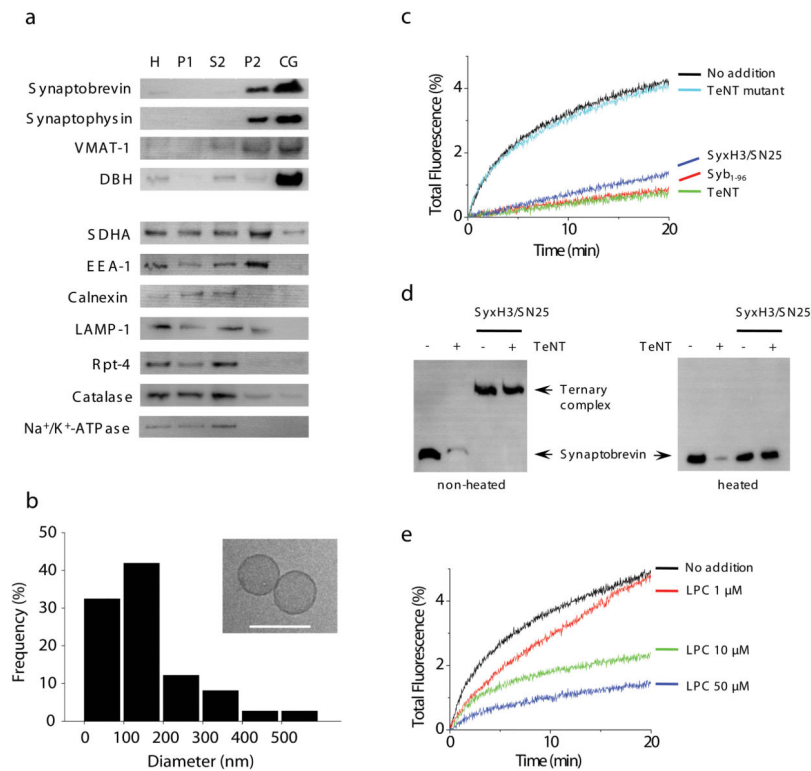 a
H P1 S2 P2 CG
Synaptobrevin
Synaptophysin
VMAT-1
DBH
SDHA
EEA-1
Calnexin
LAMP-1
Rpt-4
Catalase
Na⁺/K⁺-ATPase
b
Frequency (%)
50
40
30
20
10
0
0 100 200 300 400 500
Diameter (nm)
c
Total Fluorescence (%)
4
2
0
0 10 20
Time (min)
No addition
TeNT mutant
SyxH3/SN25
Syb₁₋₉₆
TeNT
d
SyxH3/SN25
- + - + TeNT
Ternary
complex
Synaptobrevin
non-heated
SyxH3/SN25
TeNT - + - +
heated
e
Total Fluorescence (%)
4
2
0
0 10 20
Time (min)
No addition
LPC 1 µM
LPC 10 µM
LPC 50 µM